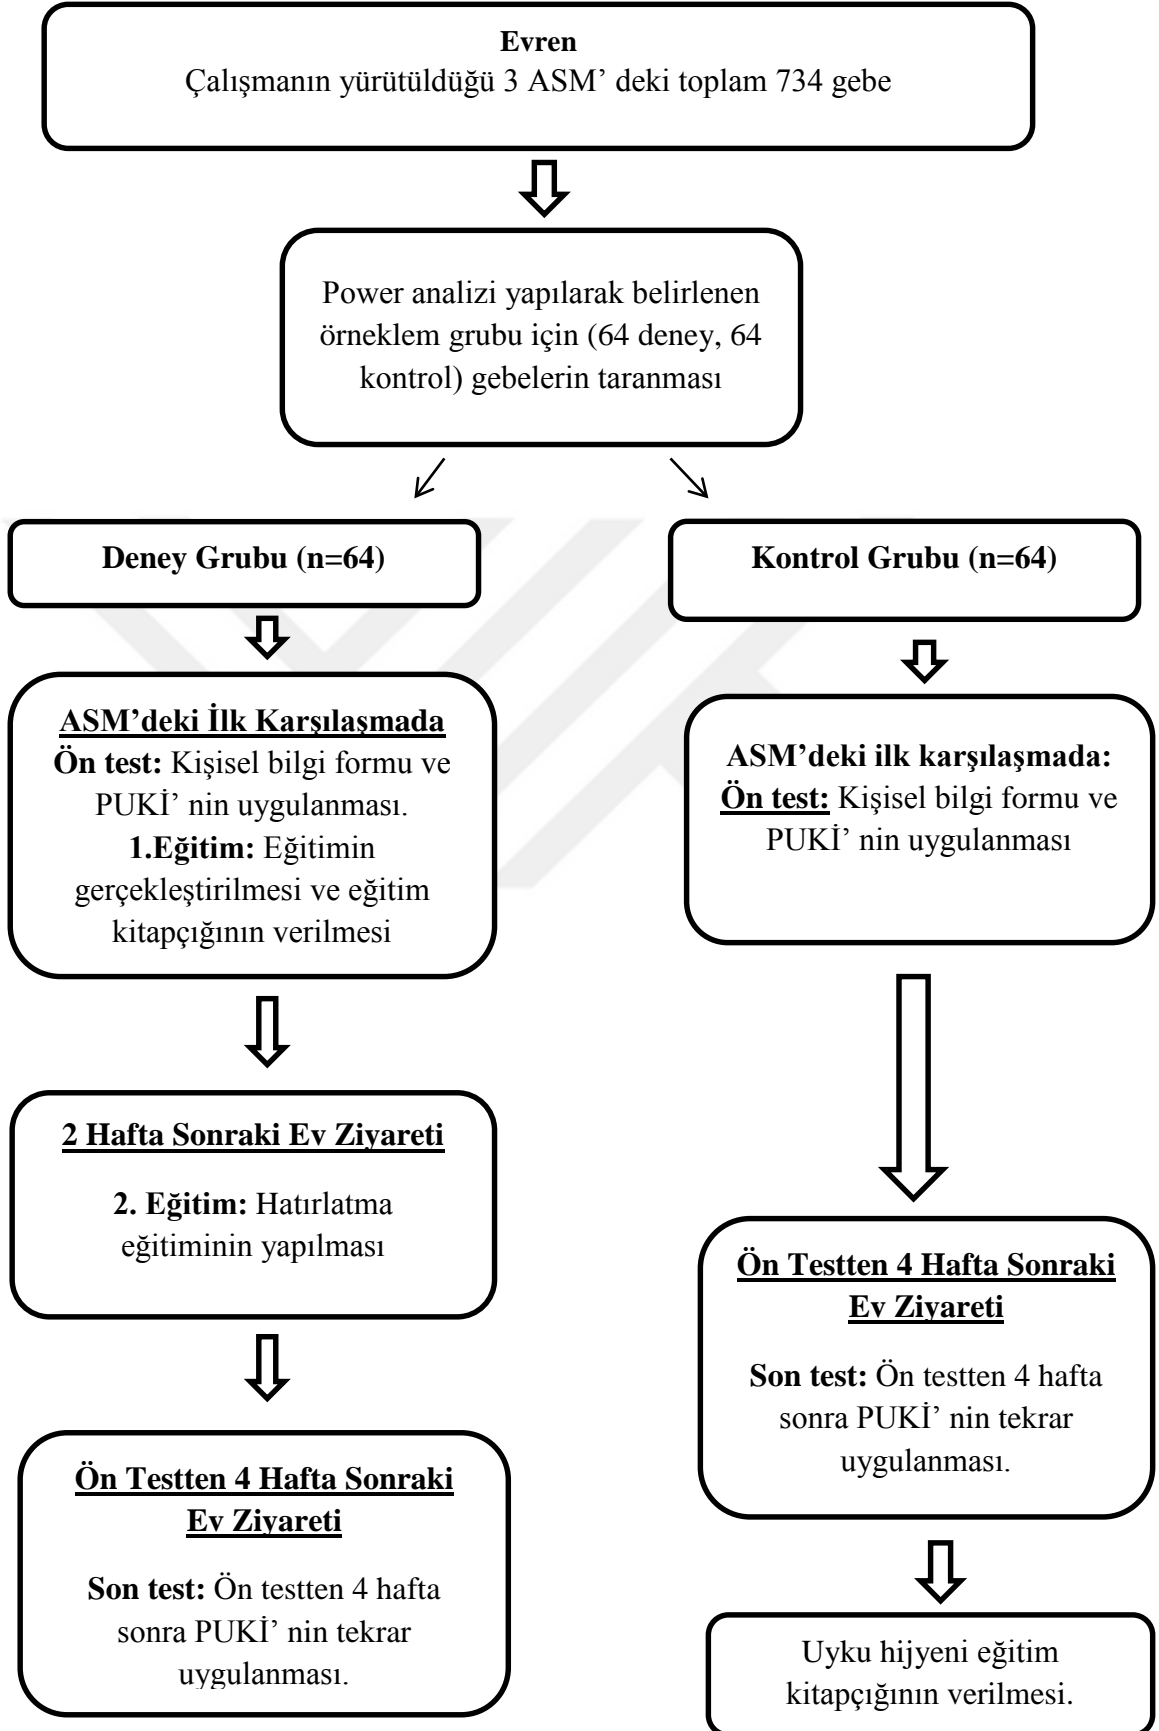 Evren
Çalışmanın yürütüldüğü 3 ASM’ deki toplam 734 gebe
Power analizi yapılarak belirlenen
örneklem grubu için (64 deney, 64
kontrol) gebelerin taranması
Deney Grubu (n=64)
Kontrol Grubu (n=64)
ASM’deki İlk Karşılaşmada
Ön test: Kişisel bilgi formu ve
PUKİ’ nin uygulanması.
1.Eğitim: Eğitimin
gerçekleştirilmesi ve eğitim
kitapçığının verilmesi
ASM’deki ilk karşılaşmada:
Ön test: Kişisel bilgi formu ve
PUKİ’ nin uygulanması
2 Hafta Sonraki Ev Ziyareti
2. Eğitim: Hatırlatma
eğitiminin yapılması
Ön Testten 4 Hafta Sonraki
Ev Ziyareti
Son test: Ön testten 4 hafta
sonra PUKİ’ nin tekrar
uygulanması.
Ön Testten 4 Hafta Sonraki
Ev Ziyareti
Son test: Ön testten 4 hafta
sonra PUKİ’ nin tekrar
uygulanması.
Uyku hijyeni eğitim
kitapçığının verilmesi.